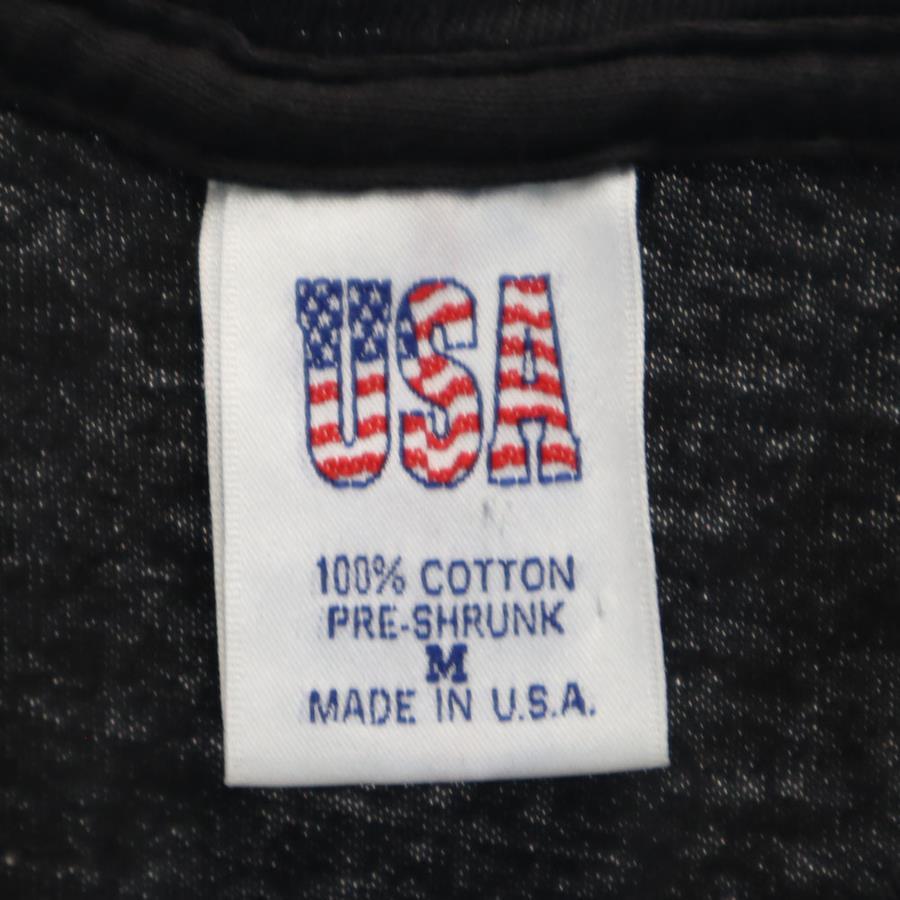 USA
100% COTTON
PRE-SHRUNK
M
MADE IN U.S.A.